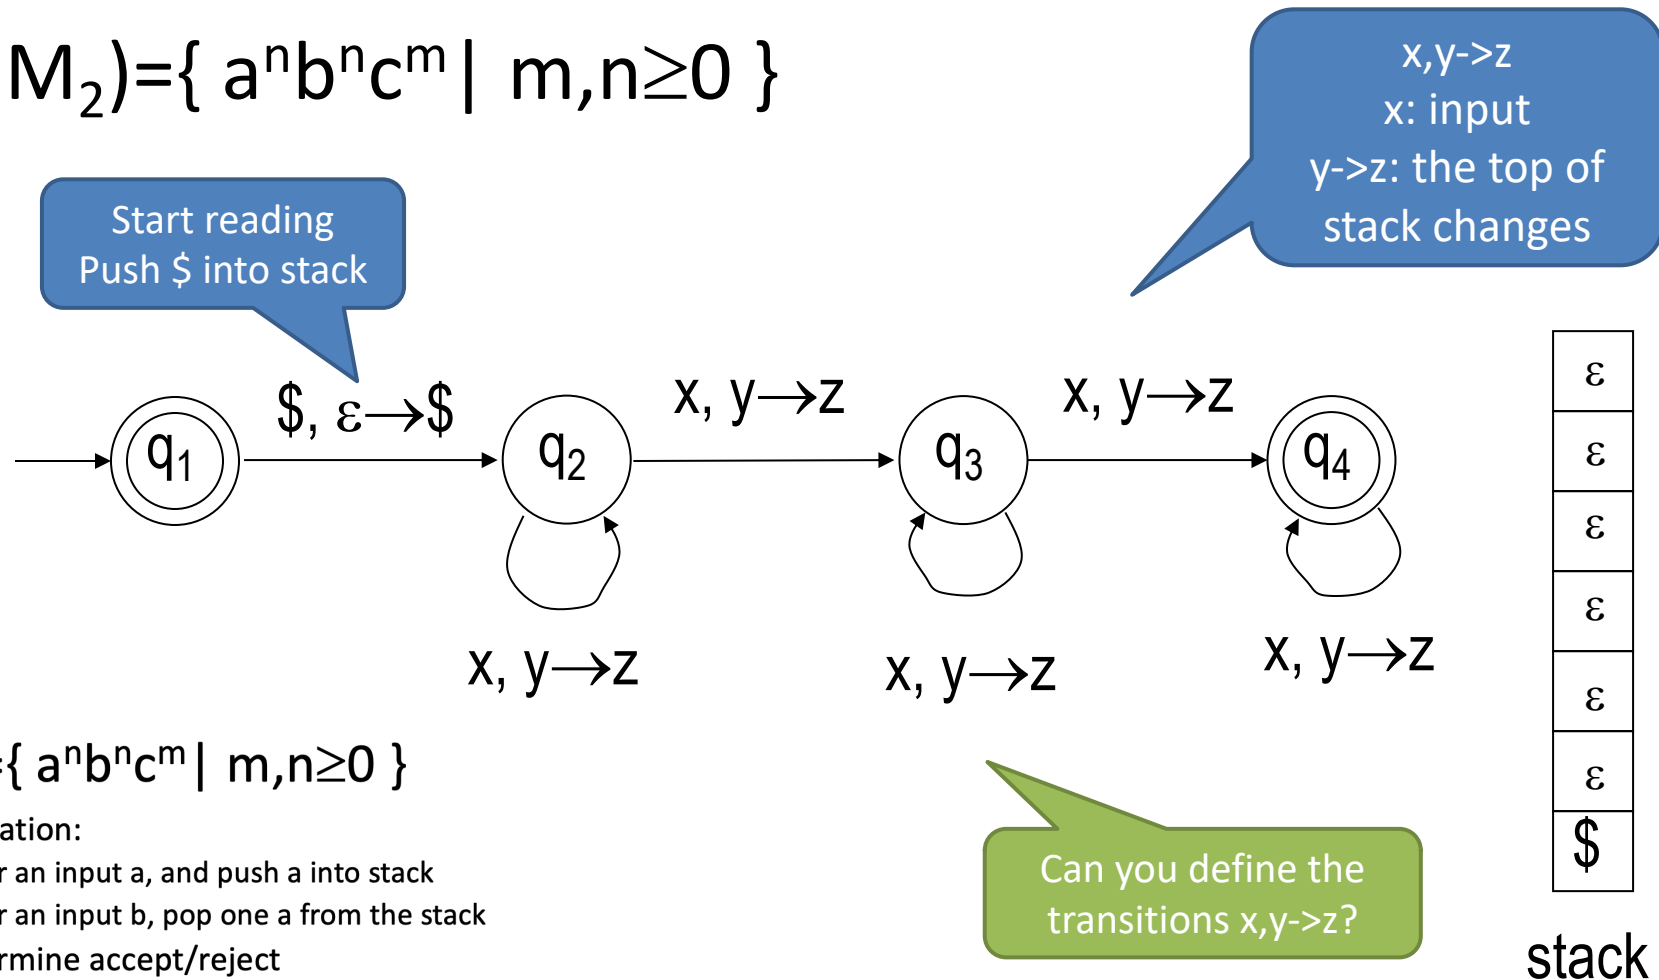 M₂)={ aⁿbⁿcᵐ| m,n≥0 }
x,y->z
x: input
y->z: the top of
stack changes
Start reading
Push $ into stack
$, ε→$
x, y→z
x, y→z
q₁
q₂
q₃
q₄
x, y→z
x, y→z
x, y→z
ε
ε
ε
ε
ε
ε
$
stack
={ aⁿbⁿcᵐ| m,n≥0 }
ation:
r an input a, and push a into stack
r an input b, pop one a from the stack
rmine accept/reject
Can you define the
transitions x,y->z?